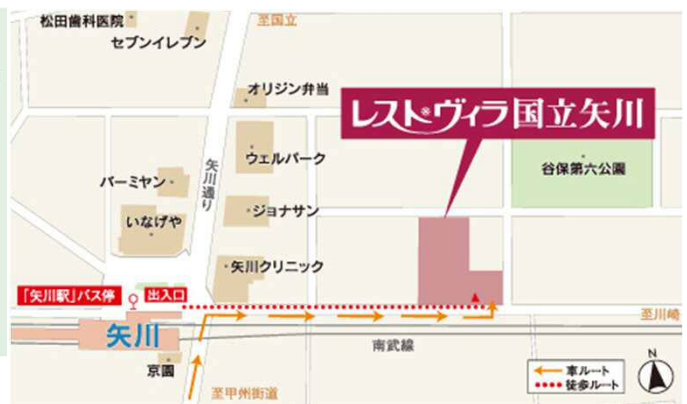 松田歯科医院
セブンイレブン
至国立
オリジン弁当
レストヴィラ国立矢川
ウェルパーク
谷保第六公園
矢川通り
バーミヤン
いなげや
ジョナサン
矢川クリニック
「矢川駅」バス停
出入口
至川崎
矢川
南武線
京園
至甲州街道
車ルート
徒歩ルート
N